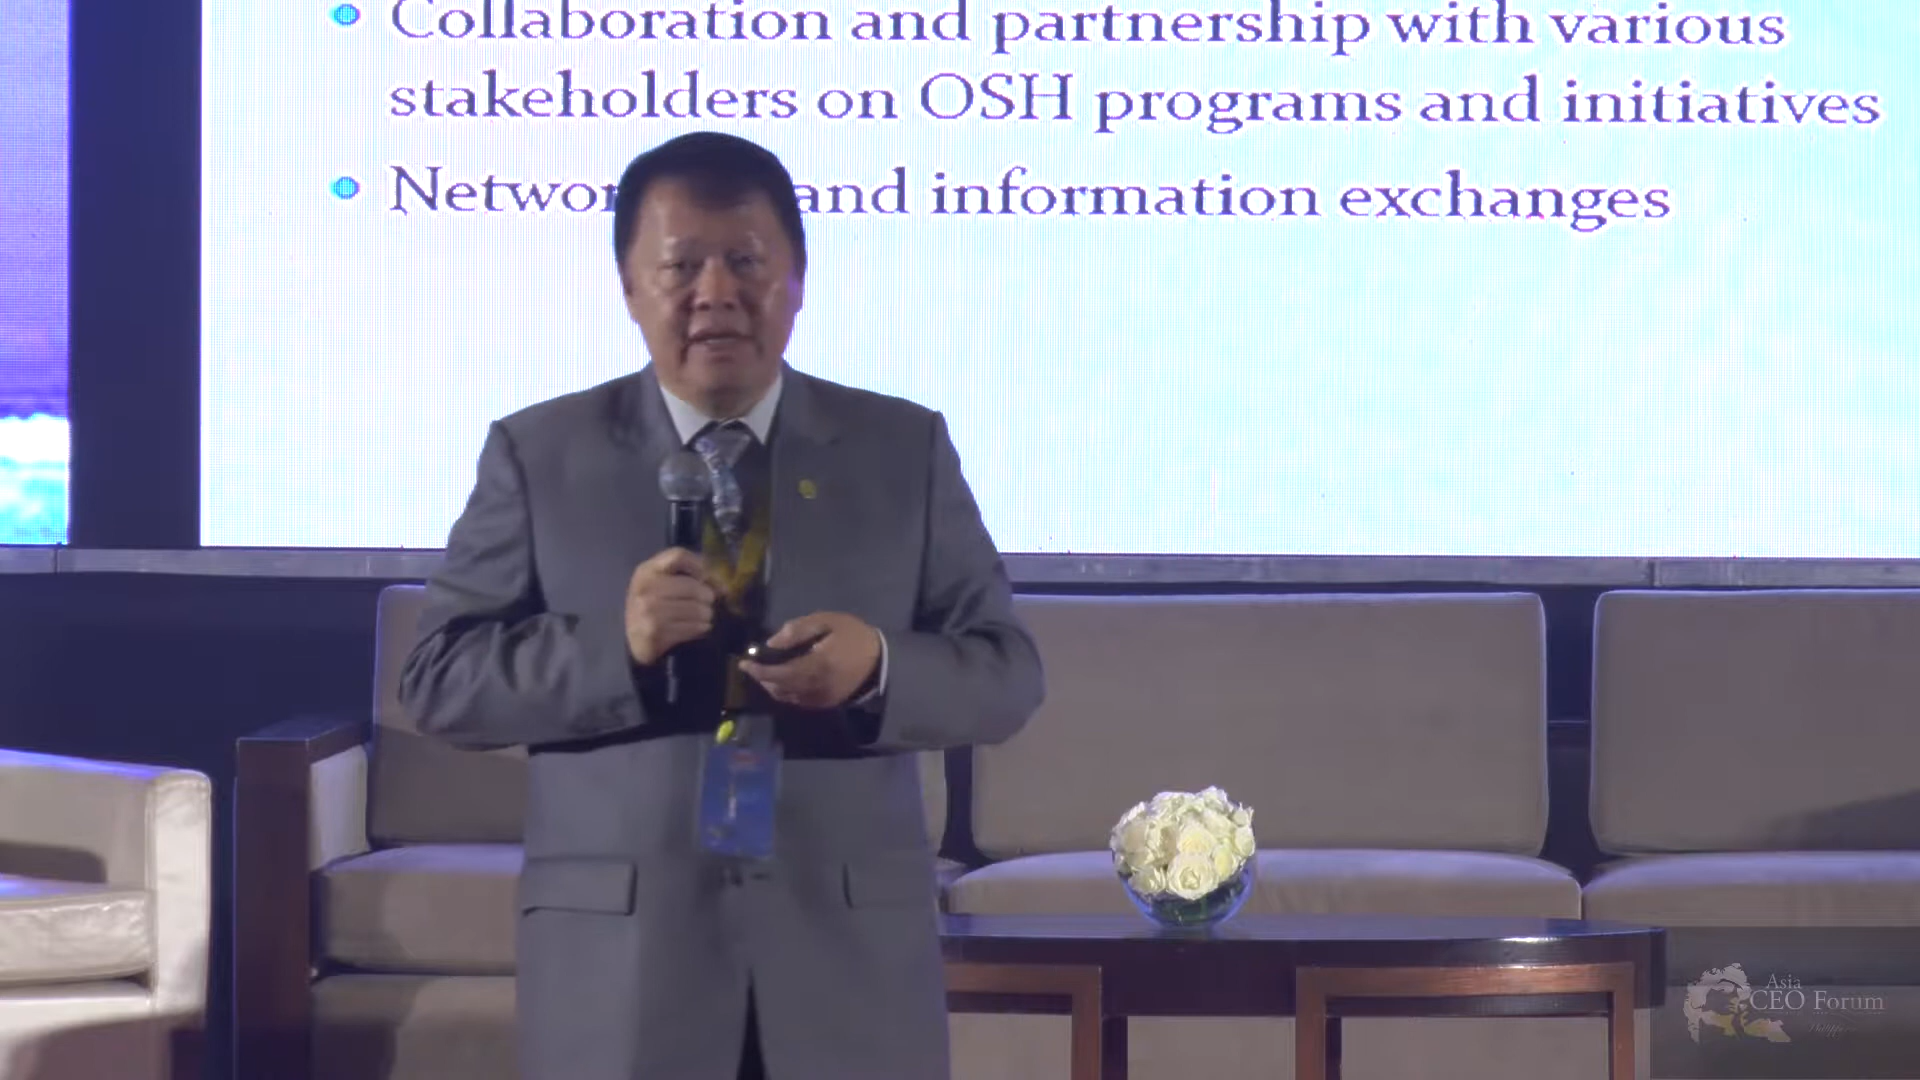 Collaboration and partnership with various
stakeholders on OSH programs and initiatives
Networ and information exchanges
Asia
CEO Forum